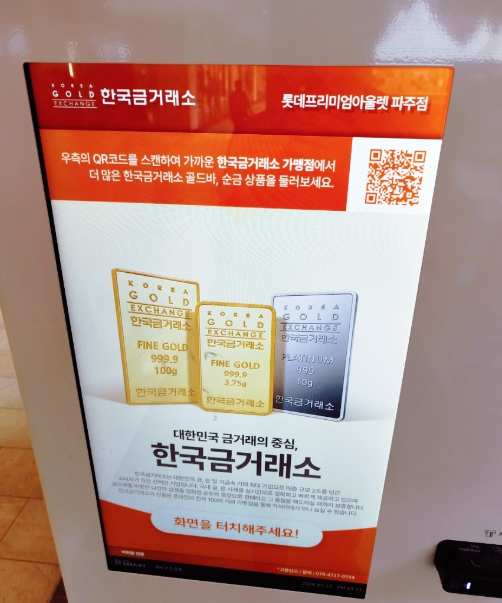 KOREA
GOLD
EXCHANGE
한국금거래소
롯데프리미엄아울렛 파주점
우측의 QR코드를 스캔하여 가까운 한국금거래소 가맹점에서
더 많은 한국금거래소 골드바, 순금 상품을 둘러보세요.
KOREA
GOLD
EXCHANGE
한국금거래소
FINE GOLD
999.9
100g
한국금거래소
KOREA
GOLD
EXCHANGE
한국금거래소
FINE GOLD
999.9
3.75g
한국금거래소
KOREA
GOLD
EXCHANGE
한국금거래소
PLATINUM
999
10g
한국금거래소
대한민국 금거래의 중심,
한국금거래소
화면을 터치해주세요!